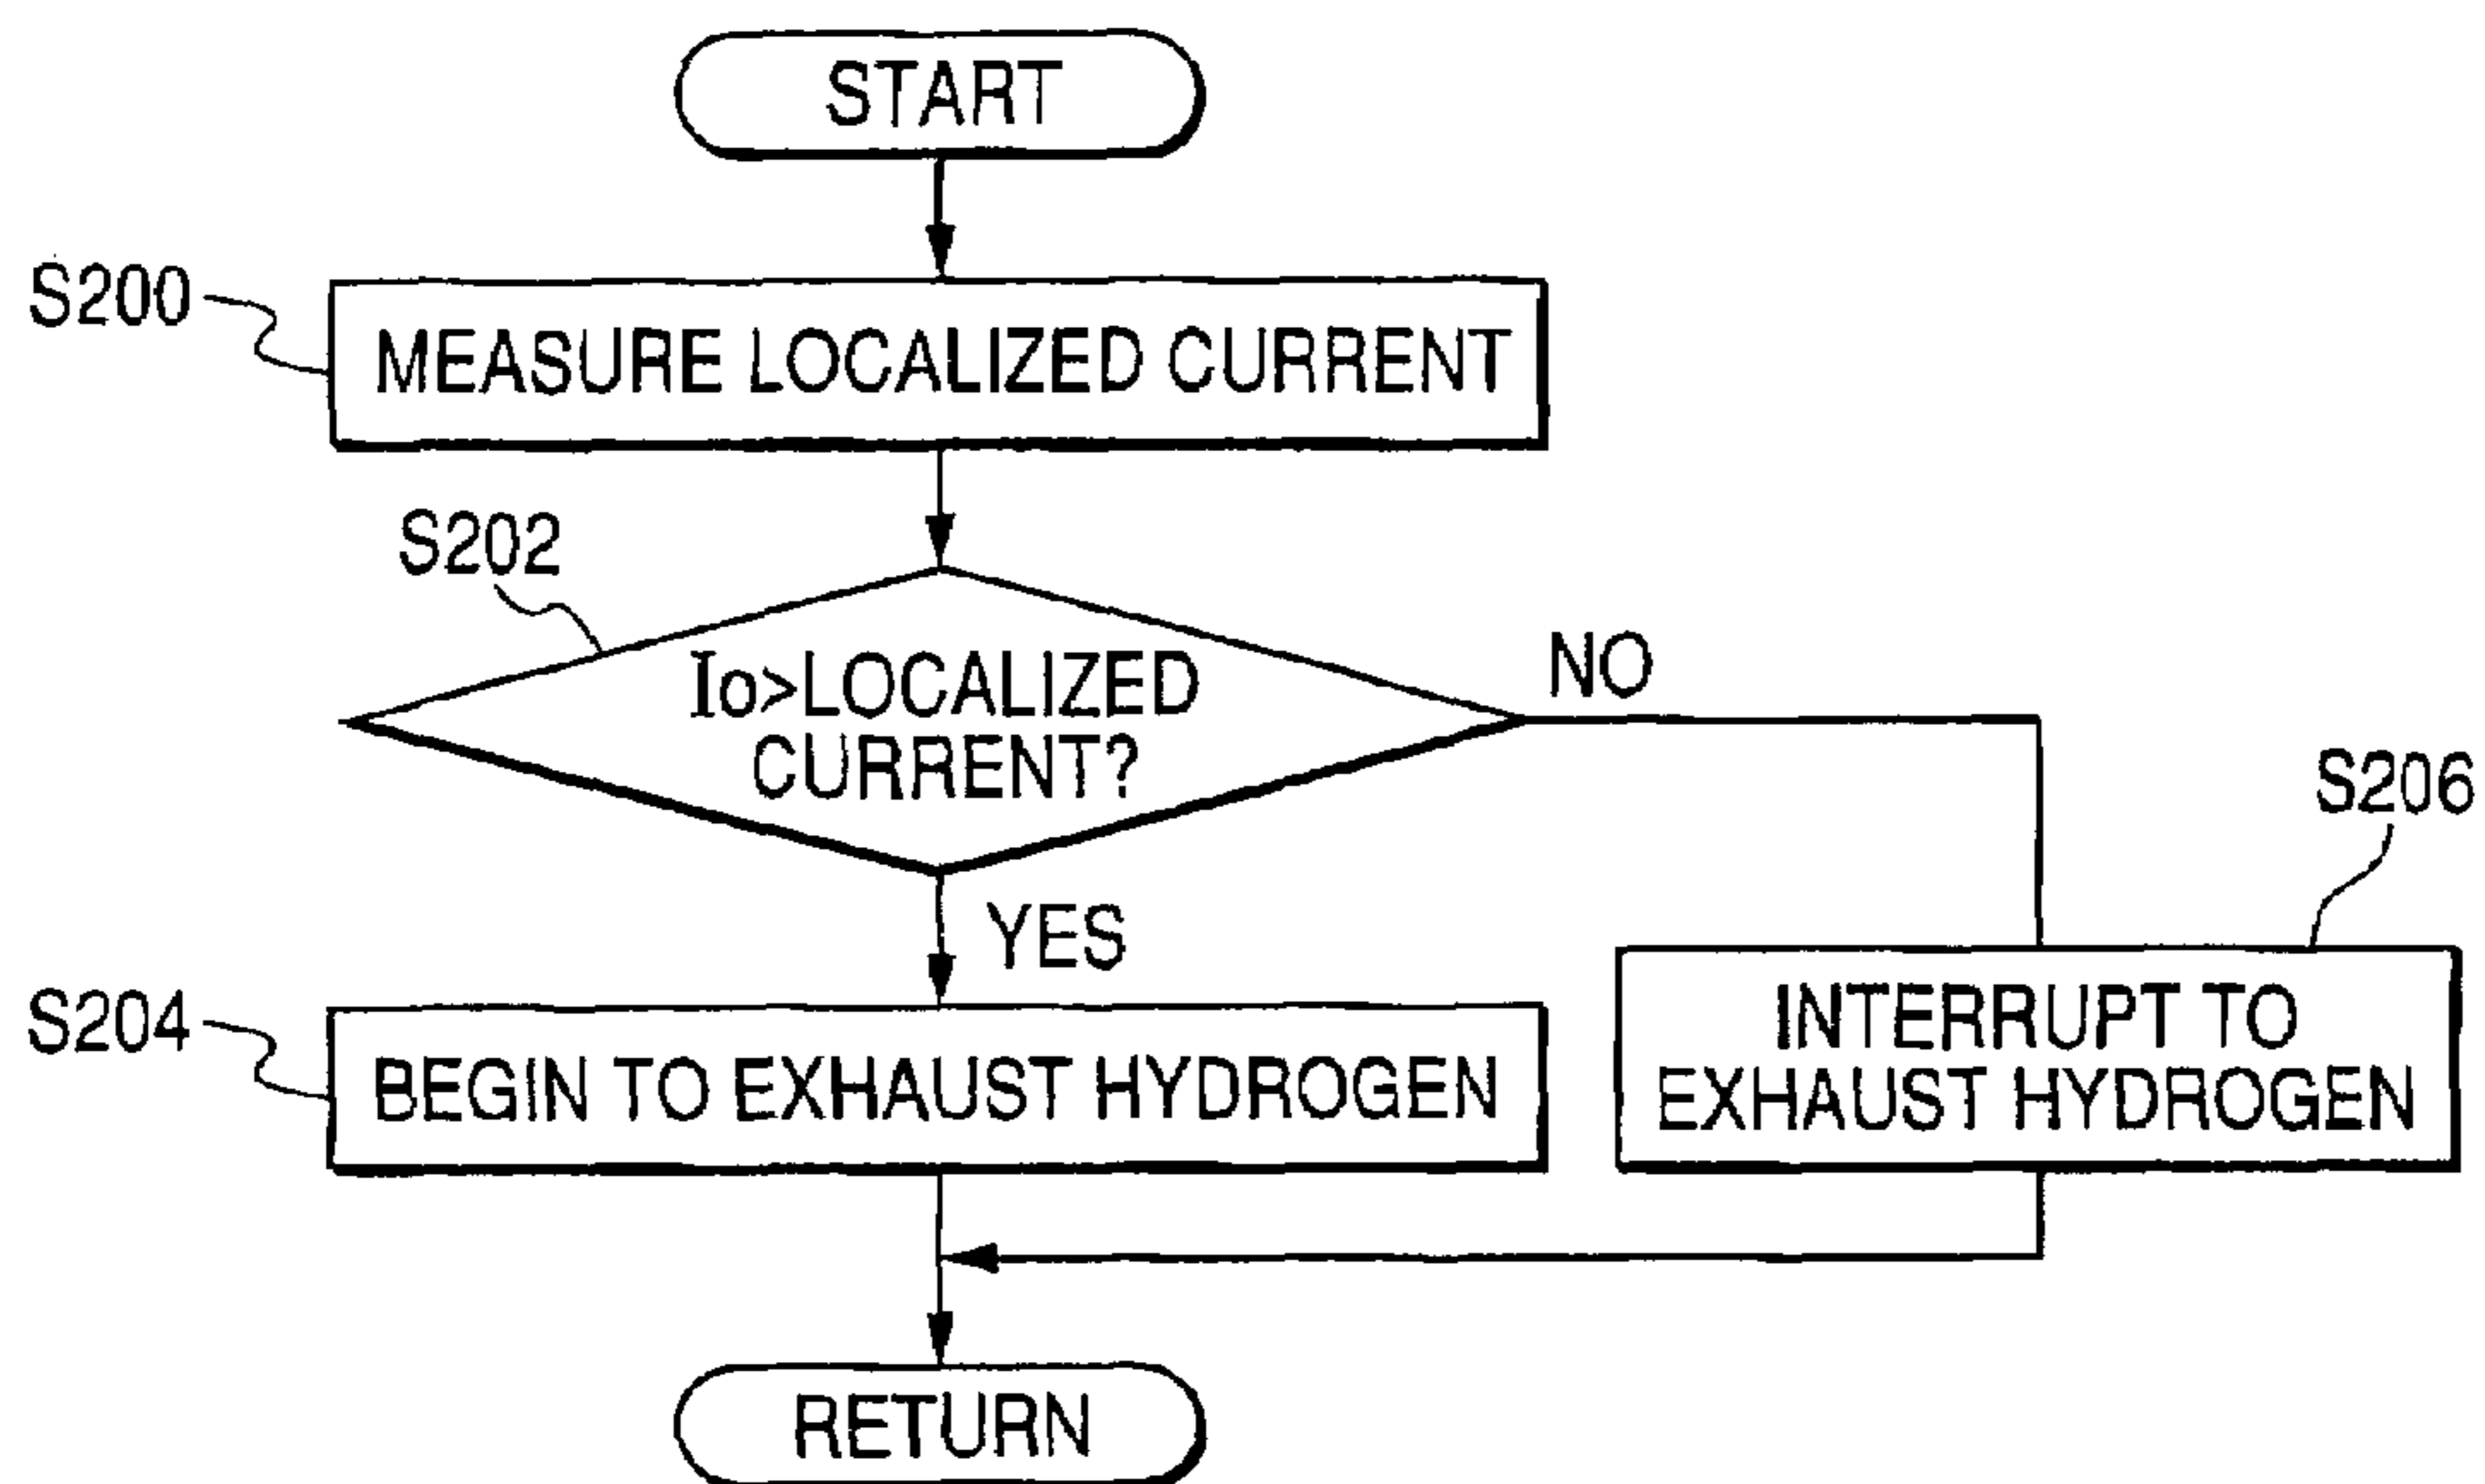 START
S200
MEASURE LOCALIZED CURRENT
S202
Io>LOCALIZED
CURRENT?
NO
YES
S206
S204
BEGIN TO EXHAUST HYDROGEN
INTERRUPT TO
EXHAUST HYDROGEN
RETURN